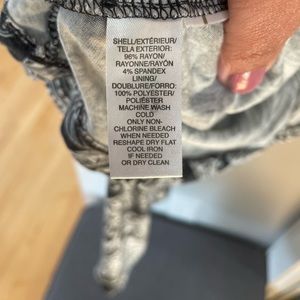 SHELL/EXTÉRIEUR/
TELA EXTERIOR:
96% RAYON/
RAYONNE/RAYÓN
4% SPANDEX
LINING/
DOUBLURE/FORRO:
100% POLYESTER/
POLIÉSTER
MACHINE WASH
COLD
ONLY NON-
CHLORINE BLEACH
WHEN NEEDED
RESHAPE DRY FLAT
COOL IRON
IF NEEDED
OR DRY CLEAN